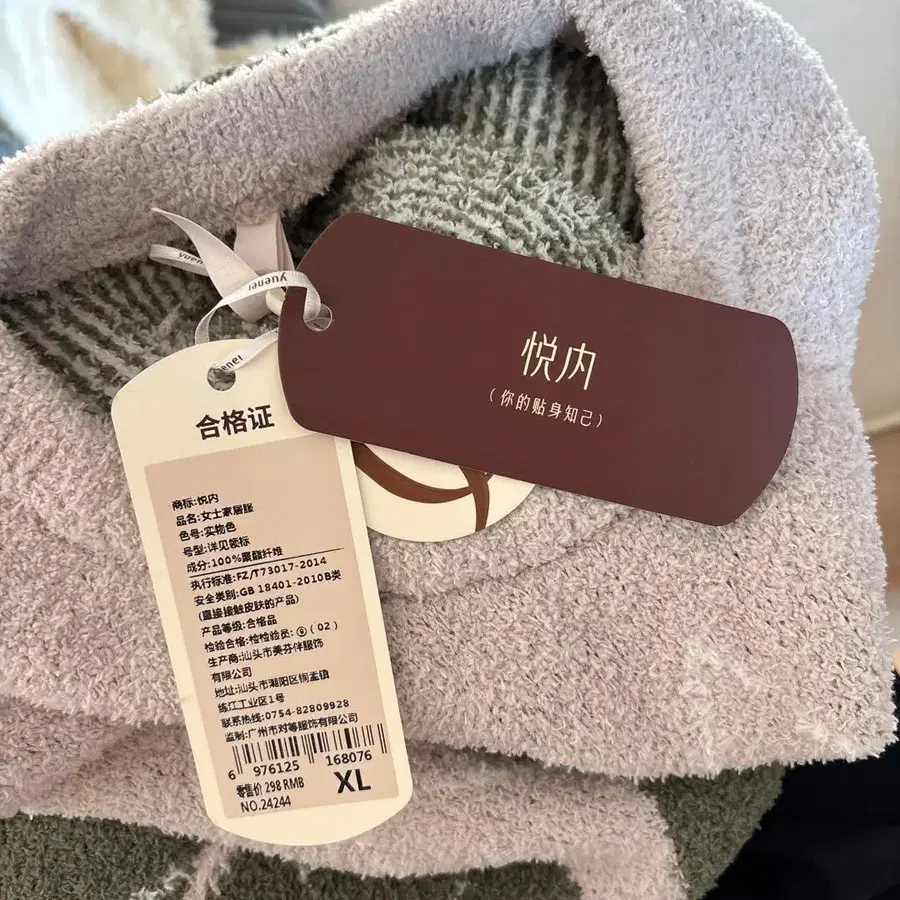 yuenei
yuenei
yuenei
悦内
(你的贴身知己)
合格证
商标:悦内
品名:女士家居服
色号:实物色
号型:详见领标
成分:100%聚酯纤维
执行标准:FZ/T73017-2014
安全类别:GB 18401-2010B类
(直接接触皮肤的产品)
产品等级:合格品
检验合格:检检验员:⑨(02)
生产商:汕头市美芬伴服饰
有限公司
地址:汕头市潮阳区铜盂镇
练江工业区1号
联系热线:0754-82809928
监制:广州市对等服饰有限公司
6 976125 168076
零售价 298 RMB
XL
NO.24244